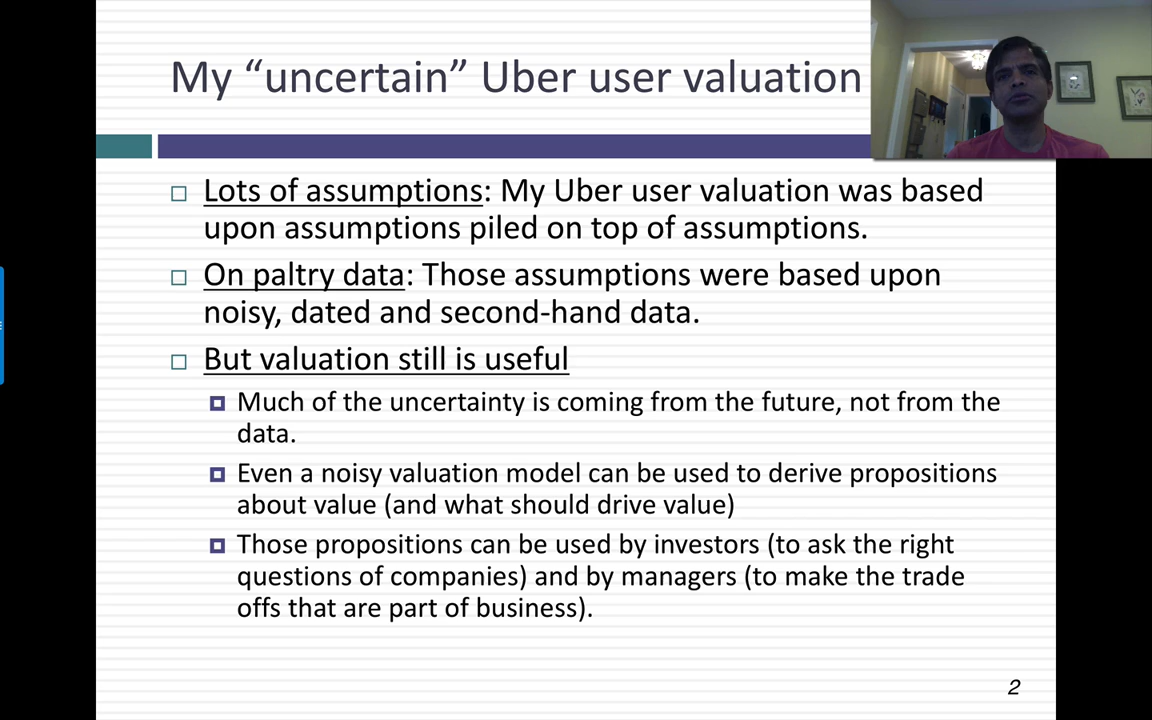 My “uncertain” Uber user valuation
Lots of assumptions: My Uber user valuation was based
upon assumptions piled on top of assumptions.
On paltry data: Those assumptions were based upon
noisy, dated and second-hand data.
But valuation still is useful
Much of the uncertainty is coming from the future, not from the
data.
Even a noisy valuation model can be used to derive propositions
about value (and what should drive value)
Those propositions can be used by investors (to ask the right
questions of companies) and by managers (to make the trade
offs that are part of business).
2